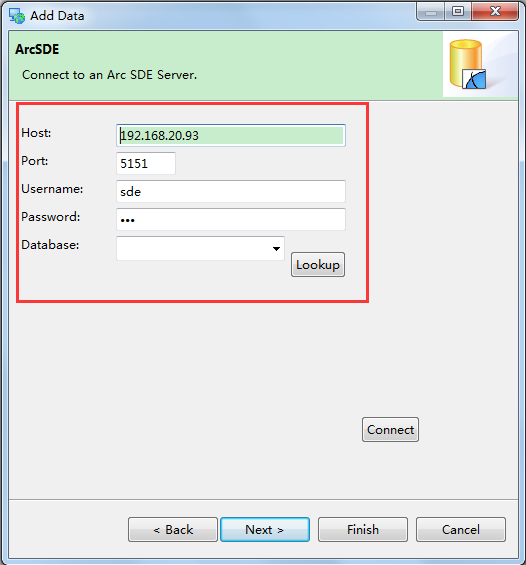 Add Data
ArcSDE
Connect to an Arc SDE Server.
Host: 192.168.20.93
Port: 5151
Username: sde
Password: •••
Database:
Lookup
Connect
< Back Next > Finish Cancel